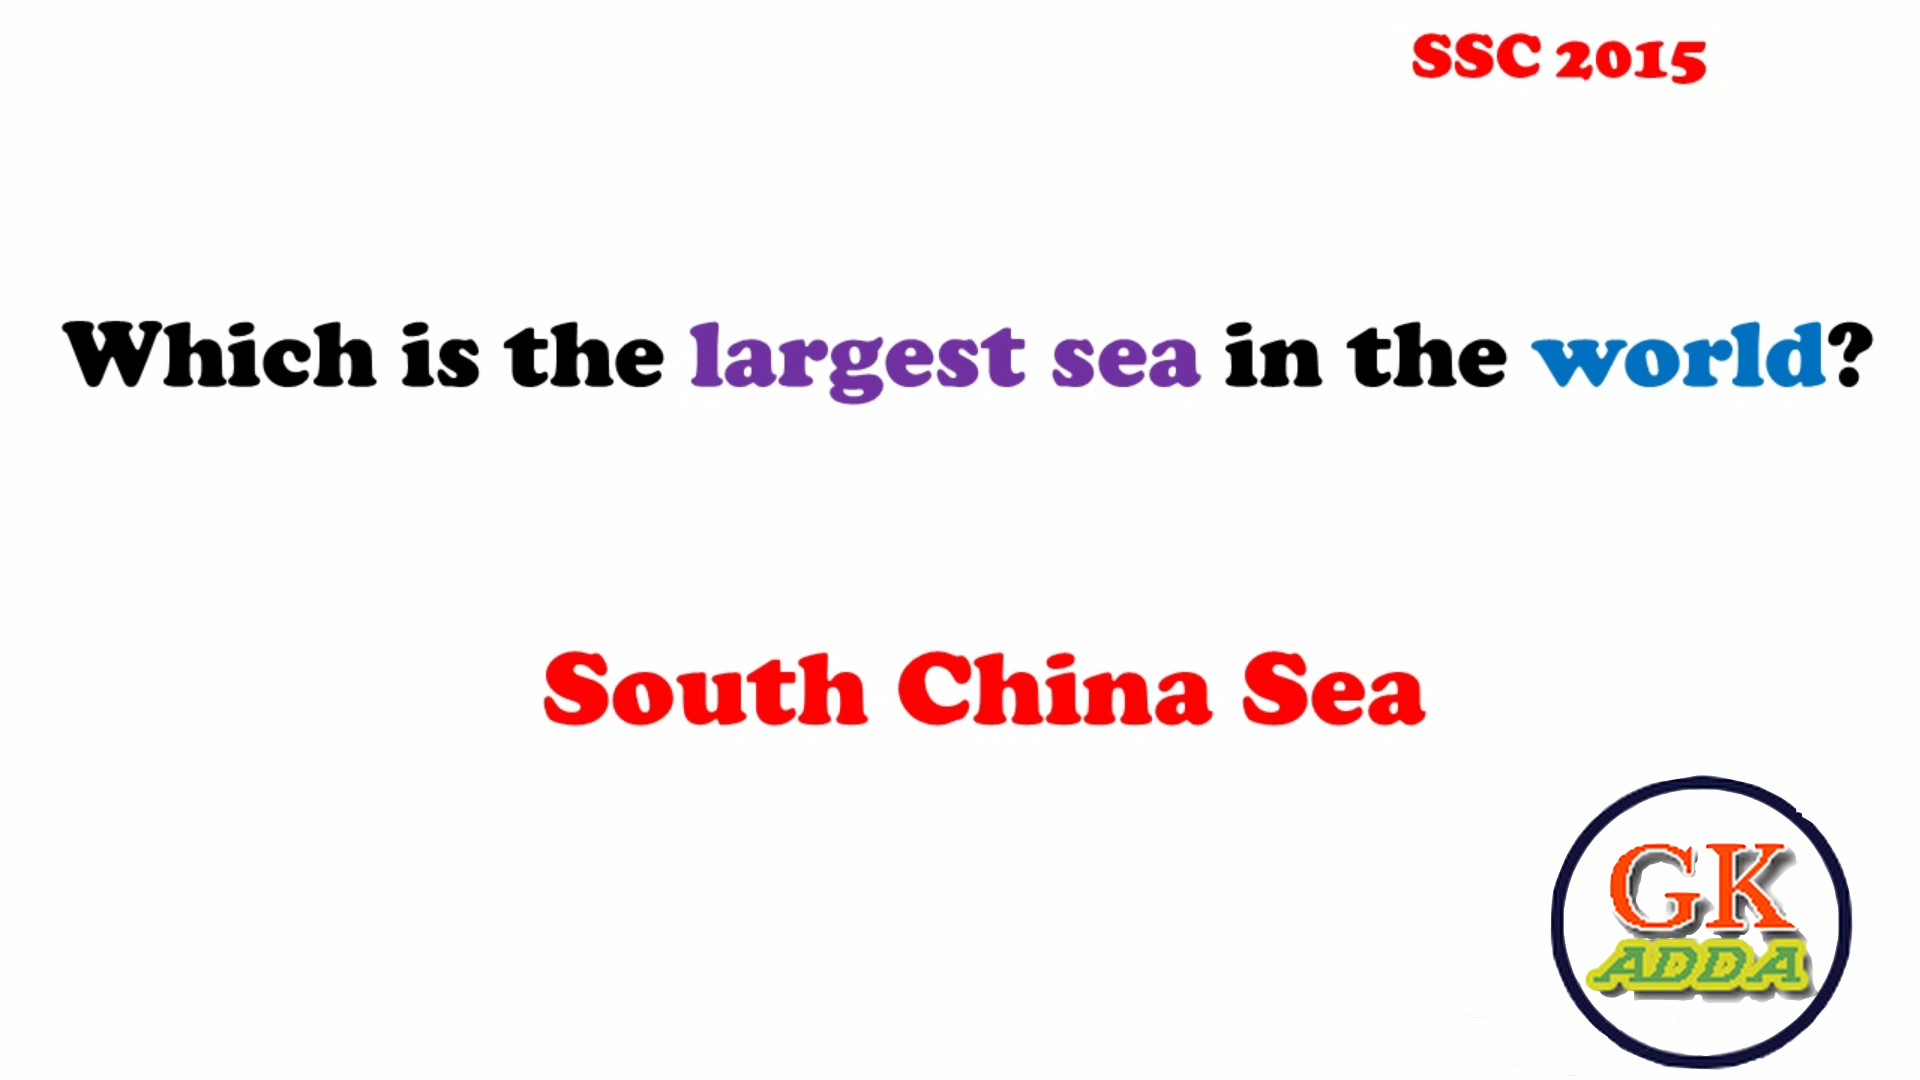 SSC 2015
Which is the largest sea in the world?
South China Sea
GK
ADDA